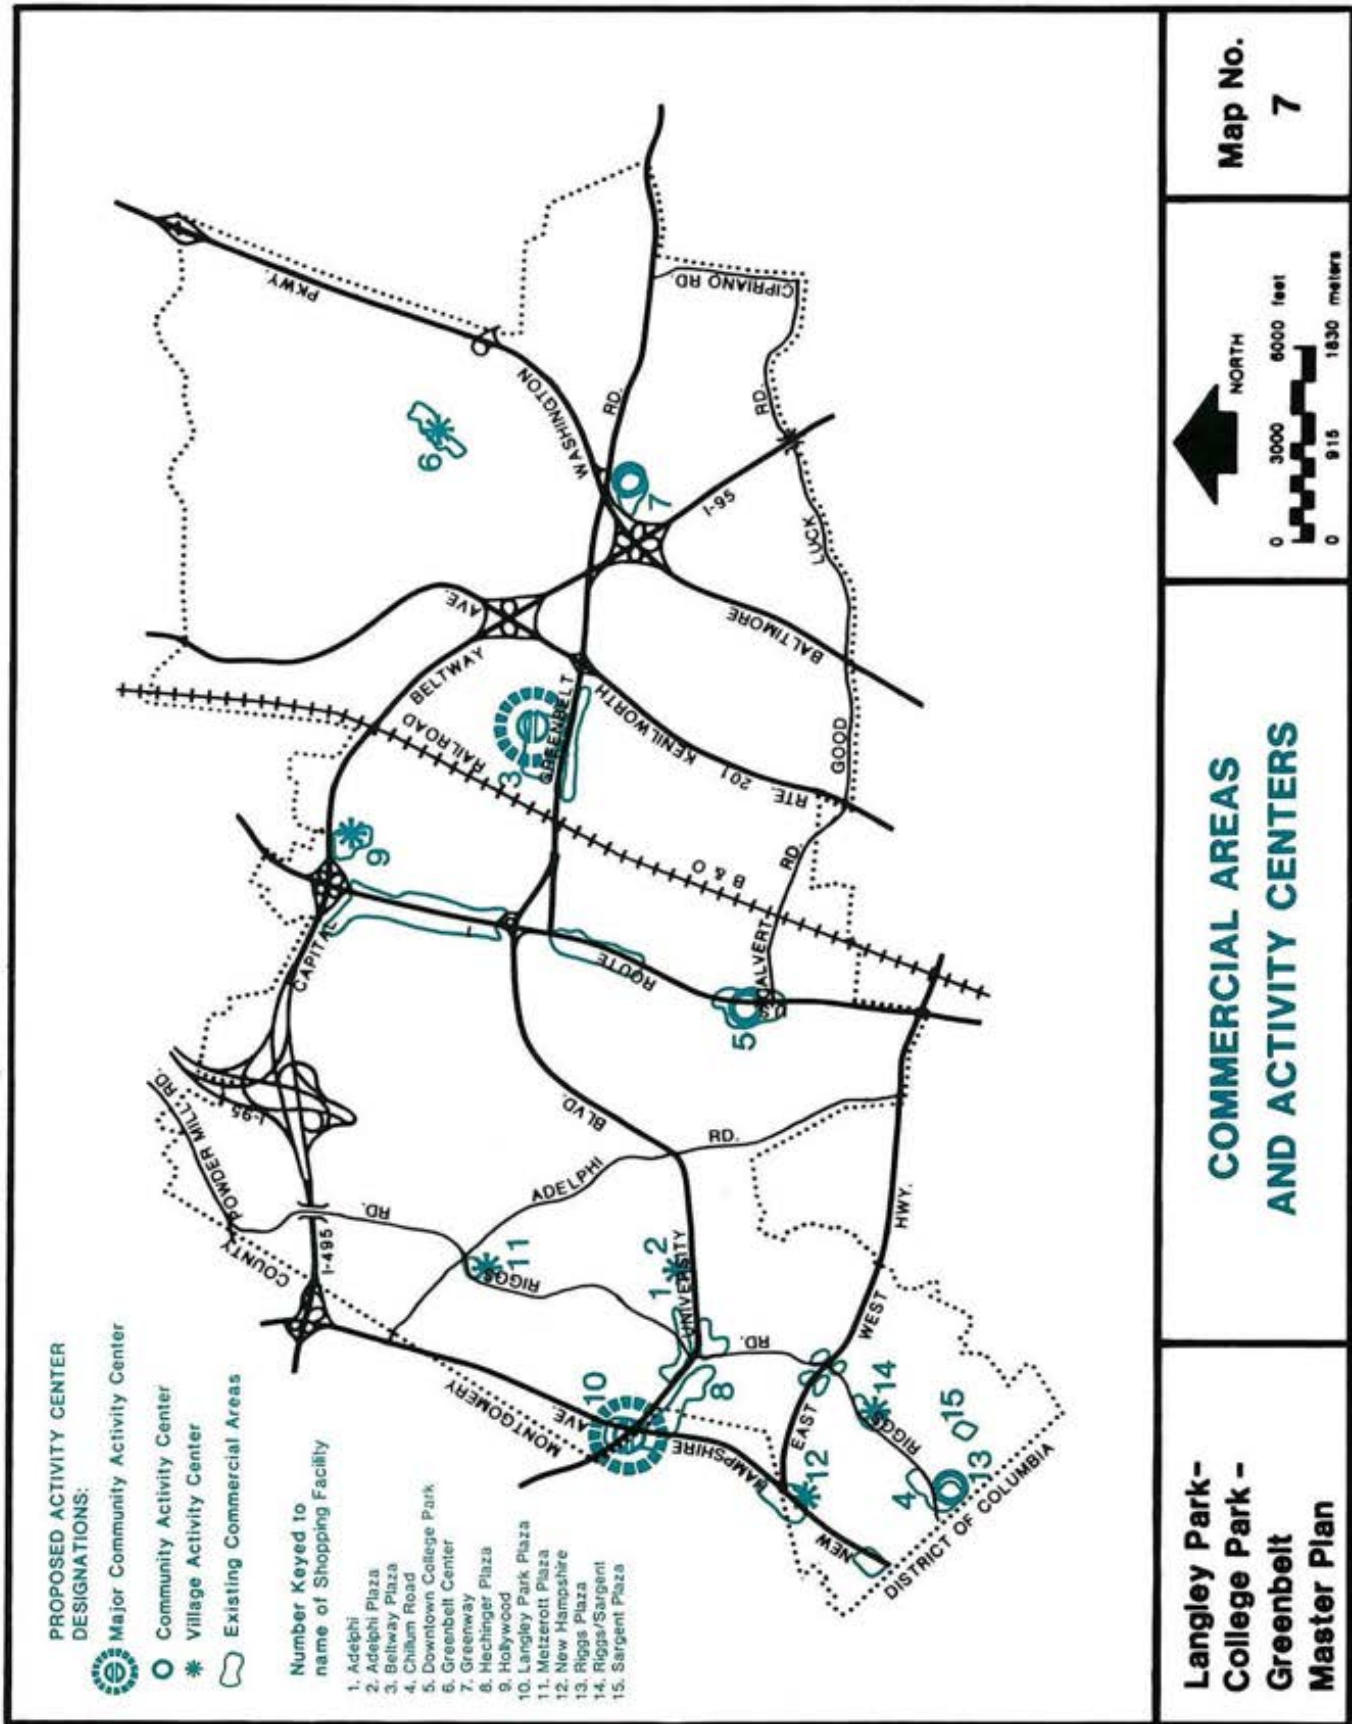 PROPOSED ACTIVITY CENTER
DESIGNATIONS:
Major Community Activity Center
Community Activity Center
Village Activity Center
Existing Commercial Areas
Number Keyed to
name of Shopping Facility
1. Adelphi
2. Adelphi Plaza
3. Beltway Plaza
4. Chillum Road
5. Downtown College Park
6. Greenbelt Center
7. Greenway
8. Hechinger Plaza
9. Hollywood
10. Langley Park Plaza
11. Metzerott Plaza
12. New Hampshire
13. Riggs Plaza
14. Riggs/Sargent
15. Sargent Plaza
POWDER MILL RD.
I-95
COUNTY
I-495
MONTGOMERY
CAPITAL
BELTWAY
AVE.
PKWY.
WASHINGTON
RD.
CIPRIANO RD
RD.
LUCK
GOOD
I-95
BALTIMORE
KENILWORTH
RTE. 201
GREENBELT
RAILROAD
B & O
CALVERT RD.
U.S.
ROUTE
1
BLVD.
UNIVERSITY
ADELPHI
RD.
RD.
RIGGS
RD.
RIGGS
EAST
WEST
HWY.
NEW
HAMPSHIRE
AVE.
DISTRICT OF COLUMBIA
1
2
3
4
5
6
7
8
9
10
11
12
13
14
15
Langley Park-
College Park -
Greenbelt
Master Plan
COMMERCIAL AREAS
AND ACTIVITY CENTERS
NORTH
0 3000 6000 feet
0 915 1830 meters
Map No.
7